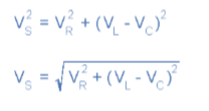 V_S^2 = V_R^2 + (V_L - V_C)^2
V_S = √(V_R^2 + (V_L - V_C)^2)